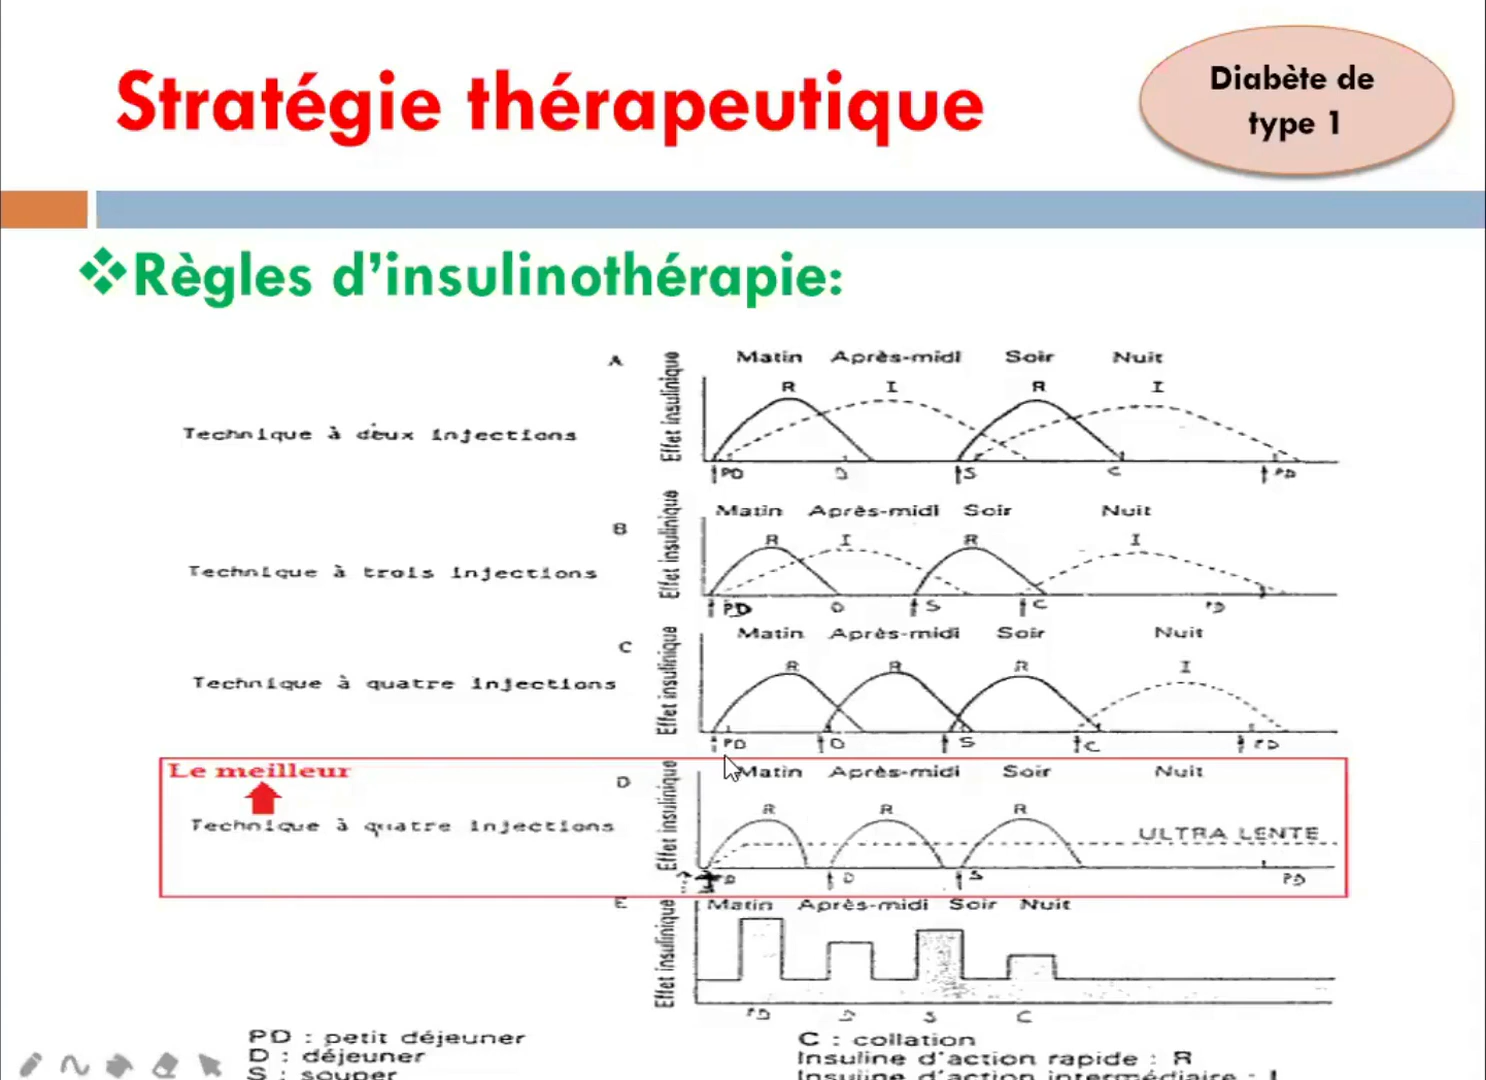 Stratégie thérapeutique
Diabète de
type 1
Règles d'insulinothérapie:
A
Effet insulinique
Matin Après-midi Soir Nuit
R I R I
Technique à deux injections
PD D S C PD
B
Effet insulinique
Matin Après-midi Soir Nuit
R I R I
Technique à trois injections
PD D S C PD
C
Effet insulinique
Matin Après-midi Soir Nuit
R R R I
Technique à quatre injections
PD D S C PD
Le meilleur
D
Effet insulinique
Matin Après-midi Soir Nuit
R R R
ULTRA LENTE
Technique à quatre injections
D S PD
E
Effet insulinique
Matin Après-midi Soir Nuit
PD D S C
PD : petit déjeuner
D : déjeuner
S : souper
C : collation
Insuline d'action rapide : R
Insuline d'action intermédiaire : I